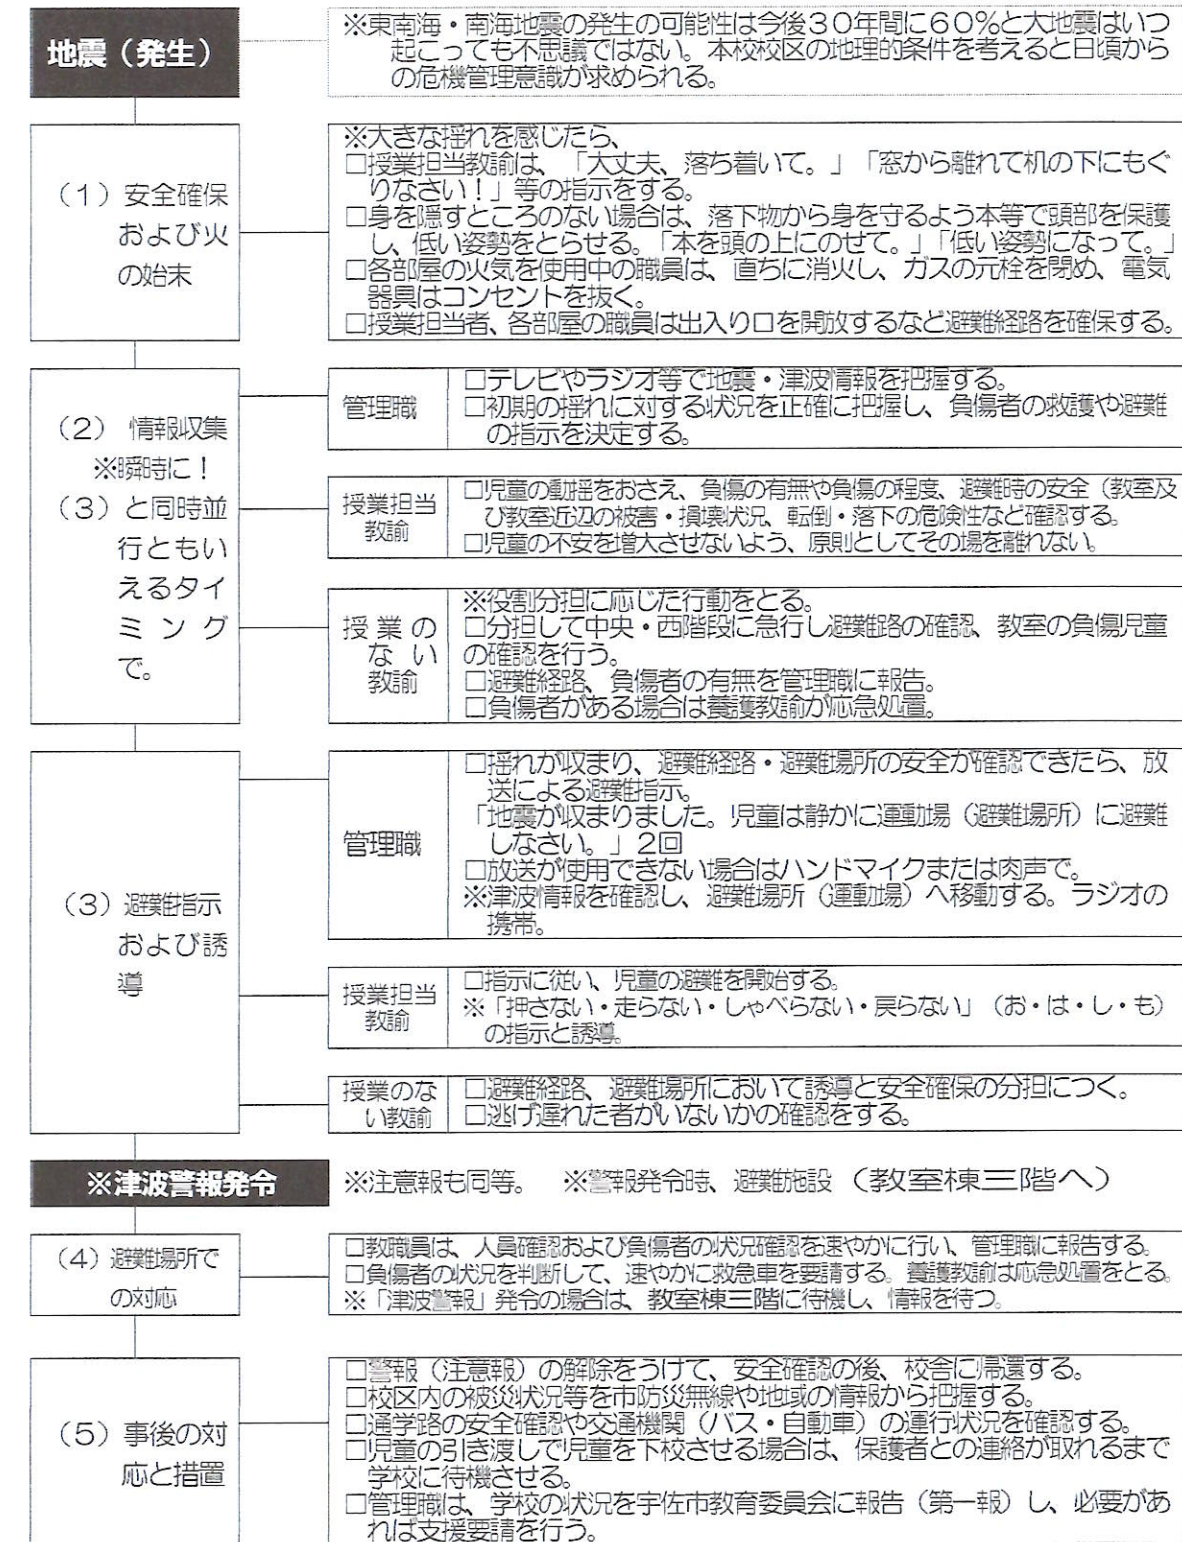 地震（発生）
※東南海・南海地震の発生の可能性は今後３０年間に６０％と大地震はいつ
起こっても不思議ではない。本校校区の地理的条件を考えると日頃から
の危機管理意識が求められる。
（１）安全確保
および火
の始末
※大きな揺れを感じたら、
□授業担当教諭は、「大丈夫、落ち着いて。」「窓から離れて机の下にもぐ
りなさい！」等の指示をする。
□身を隠すところのない場合は、落下物から身を守るよう本等で頭部を保護
し、低い姿勢をとらせる。「本を頭の上にのせて。」「低い姿勢になって。」
□各部屋の火気を使用中の職員は、直ちに消火し、ガスの元栓を閉め、電気
器具はコンセントを抜く。
□授業担当者、各部屋の職員は出入り口を開放するなど避難経路を確保する。
（２）情報収集
※瞬時に！
（３）と同時並
行ともい
えるタイ
ミング
で。
管理職
□テレビやラジオ等で地震・津波情報を把握する。
□初期の揺れに対する状況を正確に把握し、負傷者の救護や避難
の指示を決定する。
授業担当
教諭
□児童の動揺をおさえ、負傷の有無や負傷の程度、避難時の安全（教室及
び教室近辺の被害・損壊状況、転倒・落下の危険性など確認する。
□児童の不安を増大させないよう、原則としてその場を離れない。
授業の
ない
教諭
※役割分担に応じた行動をとる。
□分担して中央・西階段に急行し避難路の確認、教室の負傷児童
の確認を行う。
□避難経路、負傷者の有無を管理職に報告。
□負傷者がある場合は養護教諭が応急処置。
（３）避難指示
および誘
導
管理職
□揺れが収まり、避難経路・避難場所の安全が確認できたら、放
送による避難指示。
「地震が収まりました。児童は静かに運動場（避難場所）に避難
しなさい。」２回
□放送が使用できない場合はハンドマイクまたは肉声で。
※津波情報を確認し、避難場所（運動場）へ移動する。ラジオの
携帯。
授業担当
教諭
□指示に従い、児童の避難を開始する。
※「押さない・走らない・しゃべらない・戻らない」（お・は・し・も）
の指示と誘導。
授業のな
い教諭
□避難経路、避難場所において誘導と安全確保の分担につく。
□逃げ遅れた者がいないかの確認をする。
※津波警報発令
※注意報も同等。　※警報発令時、避難施設（教室棟三階へ）
（４）避難場所で
の対応
□教職員は、人員確認および負傷者の状況確認を速やかに行い、管理職に報告する。
□負傷者の状況を判断して、速やかに救急車を要請する。養護教諭は応急処置をとる。
※「津波警報」発令の場合は、教室棟三階に待機し、情報を待つ。
（５）事後の対
応と措置
□警報（注意報）の解除をうけて、安全確認の後、校舎に帰還する。
□校区内の被災状況等を市防災無線や地域の情報から把握する。
□通学路の安全確認や交通機関（バス・自動車）の運行状況を確認する。
□児童の引き渡しで児童を下校させる場合は、保護者との連絡が取れるまで
学校に待機させる。
□管理職は、学校の状況を宇佐市教育委員会に報告（第一報）し、必要があ
れば支援要請を行う。